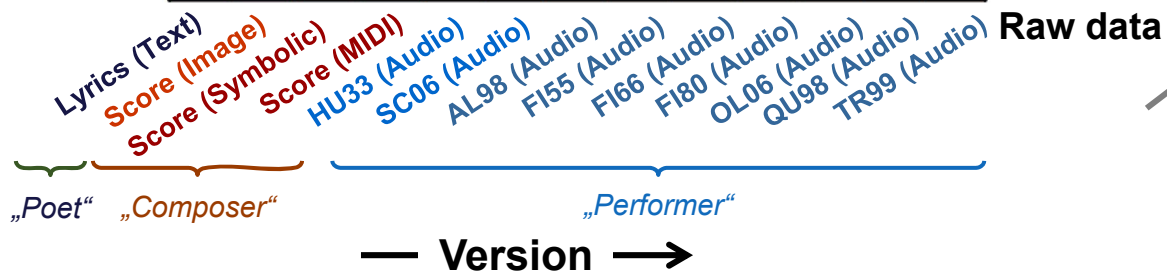 Raw data
Lyrics (Text)
Score (Image)
Score (Symbolic)
Score (MIDI)
HU33 (Audio)
SC06 (Audio)
AL98 (Audio)
FI55 (Audio)
FI66 (Audio)
FI80 (Audio)
OL06 (Audio)
QU98 (Audio)
TR99 (Audio)
„Poet“ „Composer“ „Performer“
Version